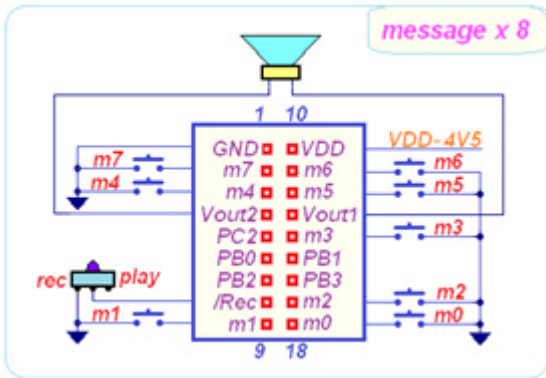 message x 8
1 10
VDD-4V5
GND VDD
m7 m7 m6 m6
m4 m4 m5 m5
Vout2 Vout1
PC2 m3 m3
PB0 PB1
rec play PB2 PB3
/Rec m2 m2
m1 m1 m0 m0
9 18